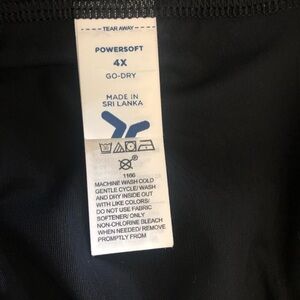 TEAR AWAY
POWERSOFT
4X
GO-DRY
MADE IN
SRI LANKA
P
1166
MACHINE WASH COLD
GENTLE CYCLE/ WASH
AND DRY INSIDE OUT
WITH LIKE COLORS/
DO NOT USE FABRIC
SOFTENER/ ONLY
NON-CHLORINE BLEACH
WHEN NEEDED/ REMOVE
PROMPTLY FROM